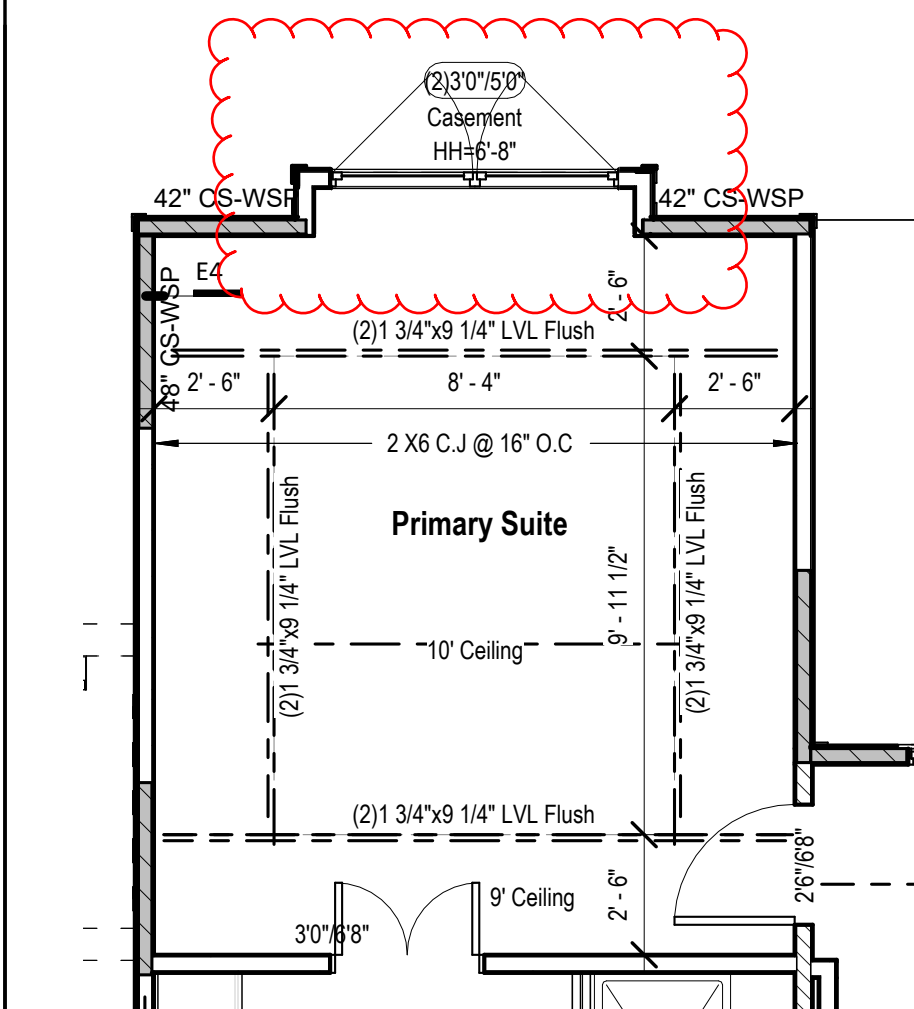 (2)3'0"/5'0"
Casement
HH=6'-8"
42" CS-WSP
42" CS-WSP
E4
48" CS-WSP
2' - 6"
(2)1 3/4"x9 1/4" LVL Flush
2' - 6"
8' - 4"
2' - 6"
2 X6 C.J @ 16" O.C
(2)1 3/4"x9 1/4" LVL Flush
Primary Suite
9' - 11 1/2"
(2)1 3/4"x9 1/4" LVL Flush
10' Ceiling
(2)1 3/4"x9 1/4" LVL Flush
2'6"/6'8"
9' Ceiling
2' - 6"
3'0"/6'8"